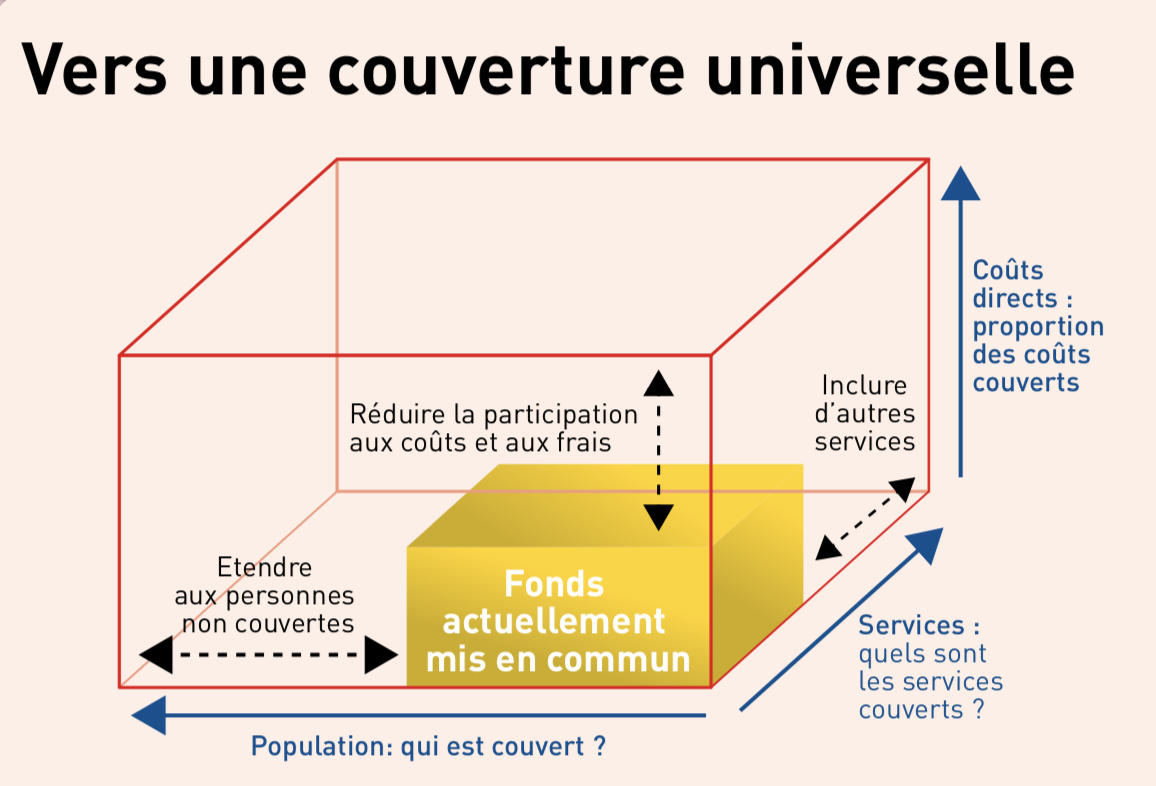 Vers une couverture universelle
Coûts
directs :
proportion
des coûts
couverts
Inclure
d’autres
services
Réduire la participation
aux coûts et aux frais
Etendre
aux personnes
non couvertes
Fonds
actuellement
mis en commun
Services :
quels sont
les services
couverts ?
Population: qui est couvert ?